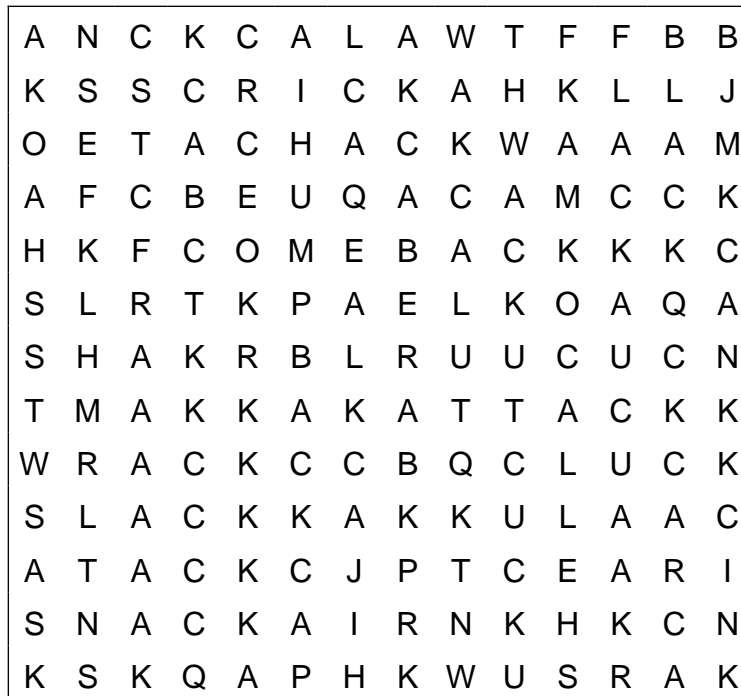 A N C K C A L A W T F F B B
K S S C R I C K A H K L L J
O E T A C H A C K W A A A M
A F C B E U Q A C A M C C K
H K F C O M E B A C K K K C
S L R T K P A E L K O A Q A
S H A K R B L R U U C U C N
T M A K K A K A T T A C K K
W R A C K C C B Q C L U C K
S L A C K K A K K U L A A C
A T A C K C J P T C E A R I
S N A C K A I R N K H K C N
K S K Q A P H K W U S R A K